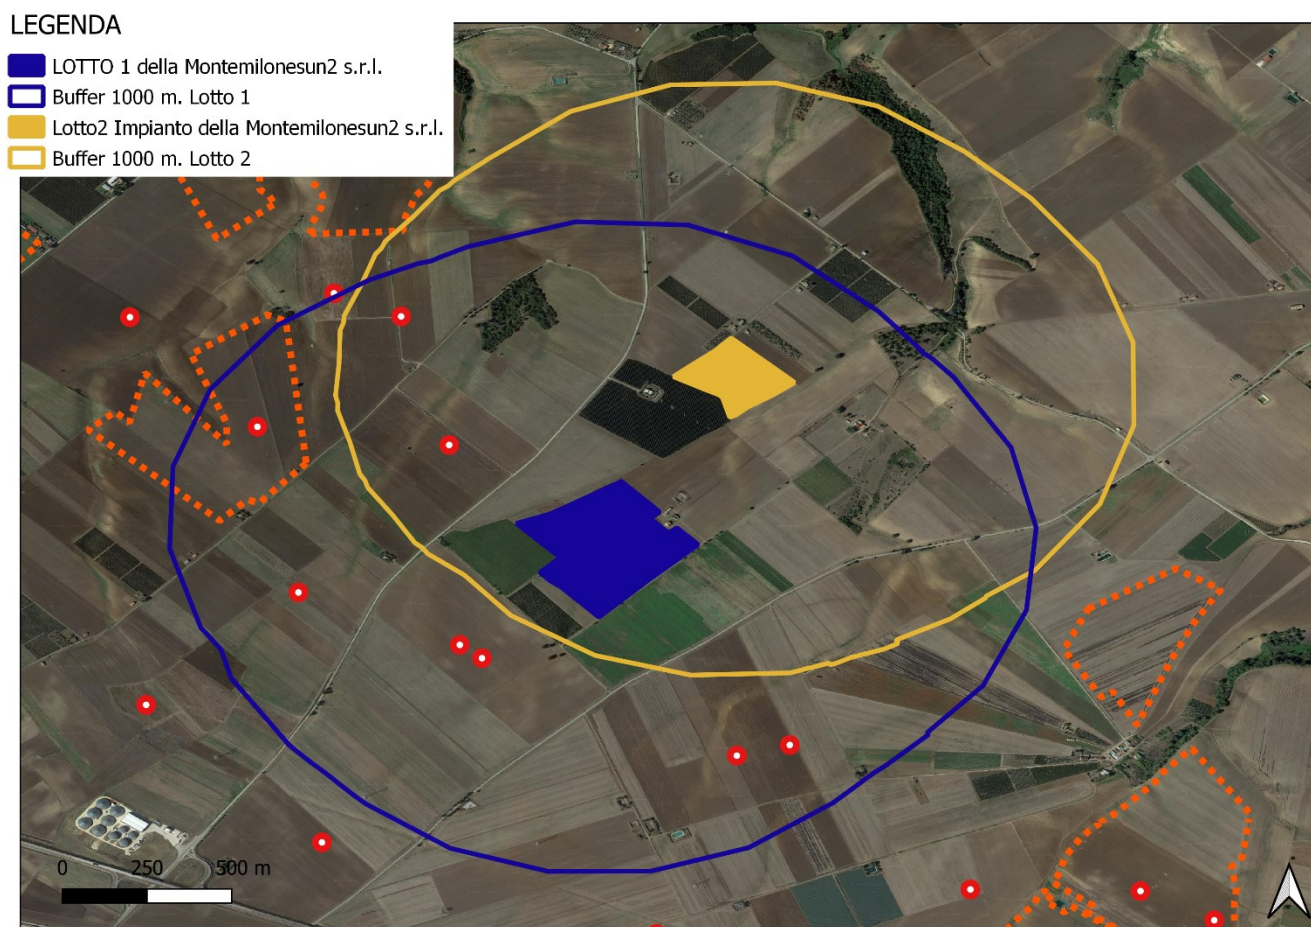 LEGENDA
LOTTO 1 della Montemilonesun2 s.r.l.
Buffer 1000 m. Lotto 1
Lotto2 Impianto della Montemilonesun2 s.r.l.
Buffer 1000 m. Lotto 2
0 250 500 m